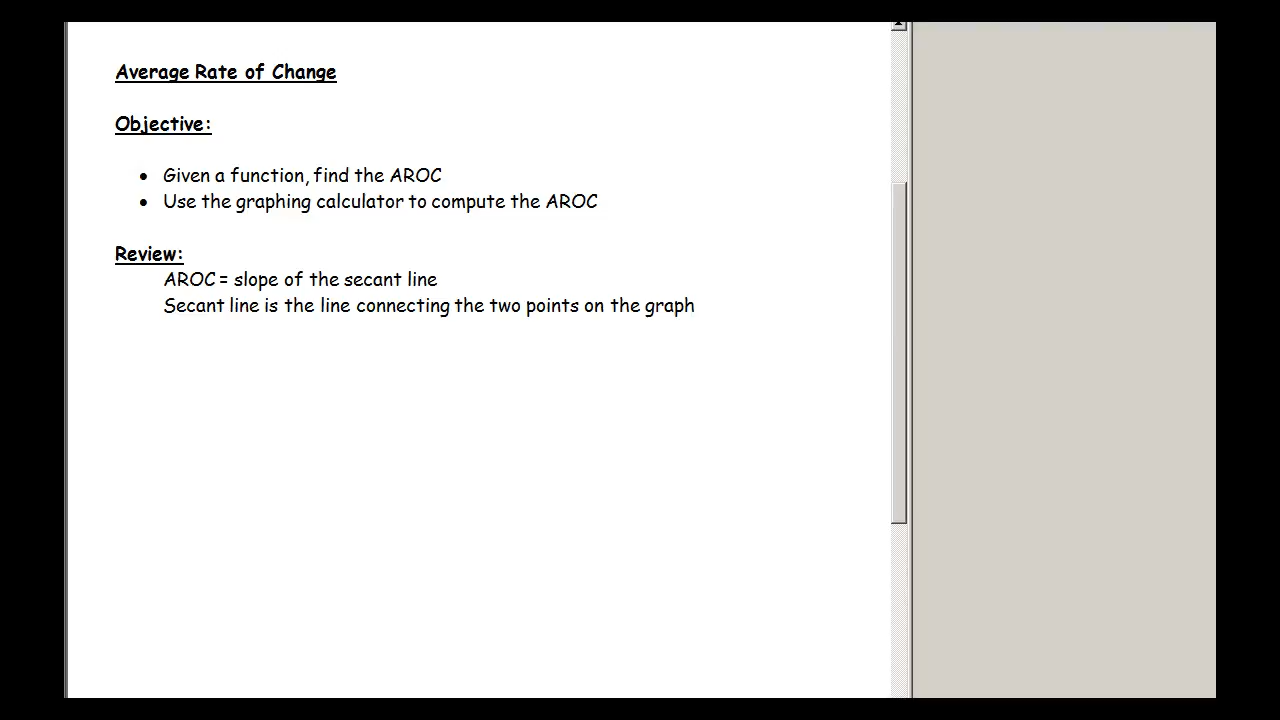 Average Rate of Change
Objective:
• Given a function, find the AROC
• Use the graphing calculator to compute the AROC
Review:
AROC = slope of the secant line
Secant line is the line connecting the two points on the graph